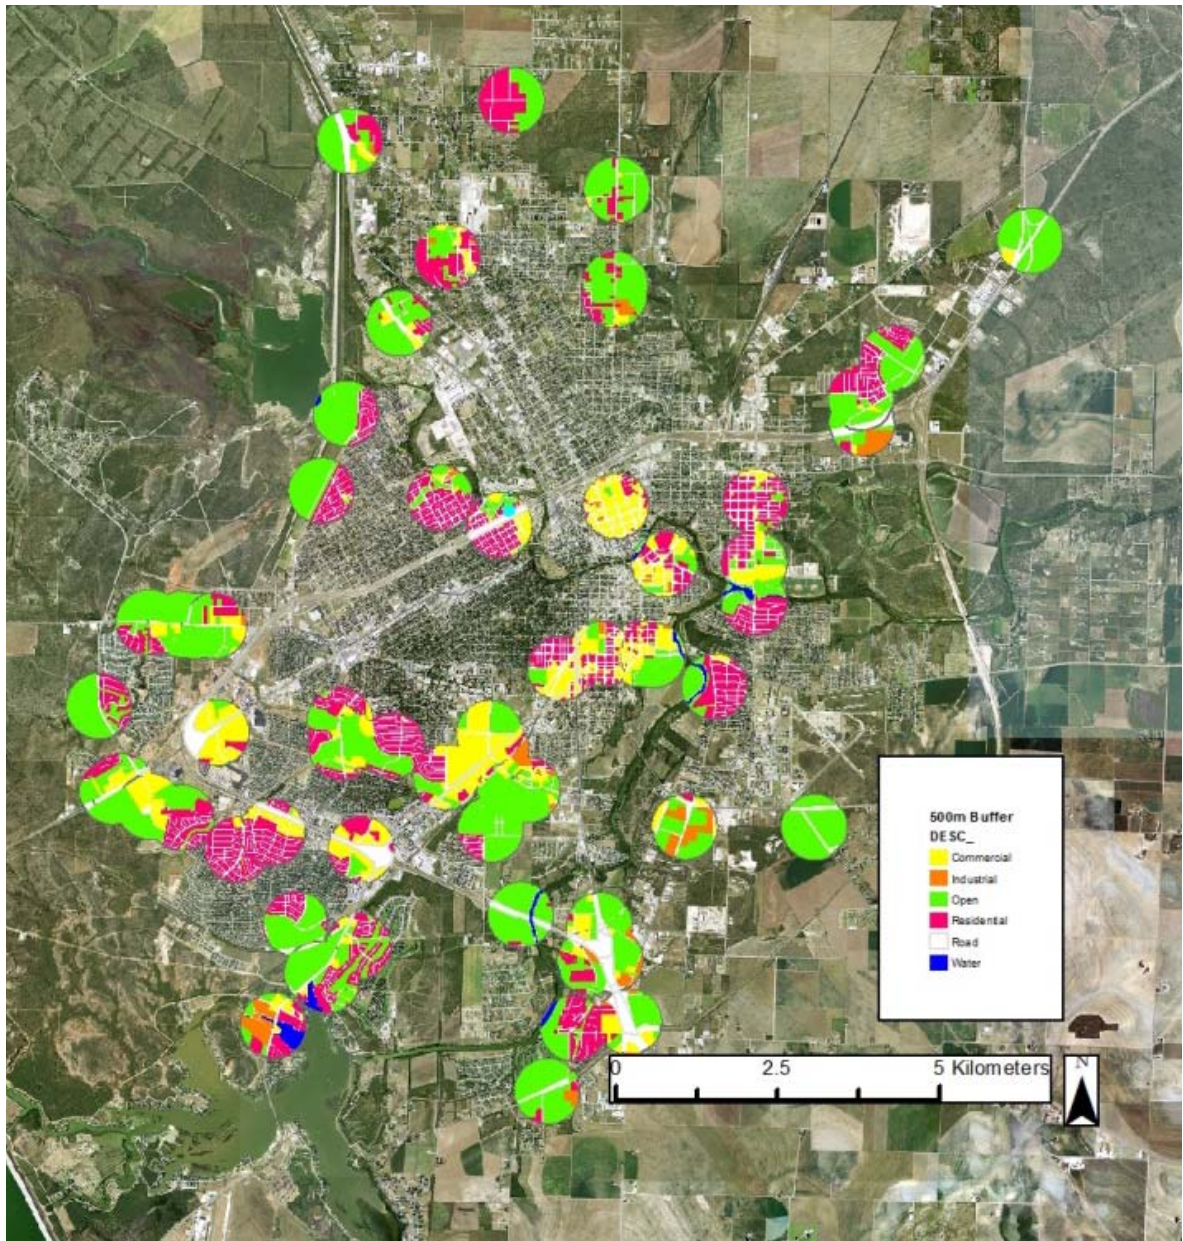 500m Buffer
DESC_
Commercial
Industrial
Open
Residential
Road
Water
0 2.5 5 Kilometers
N